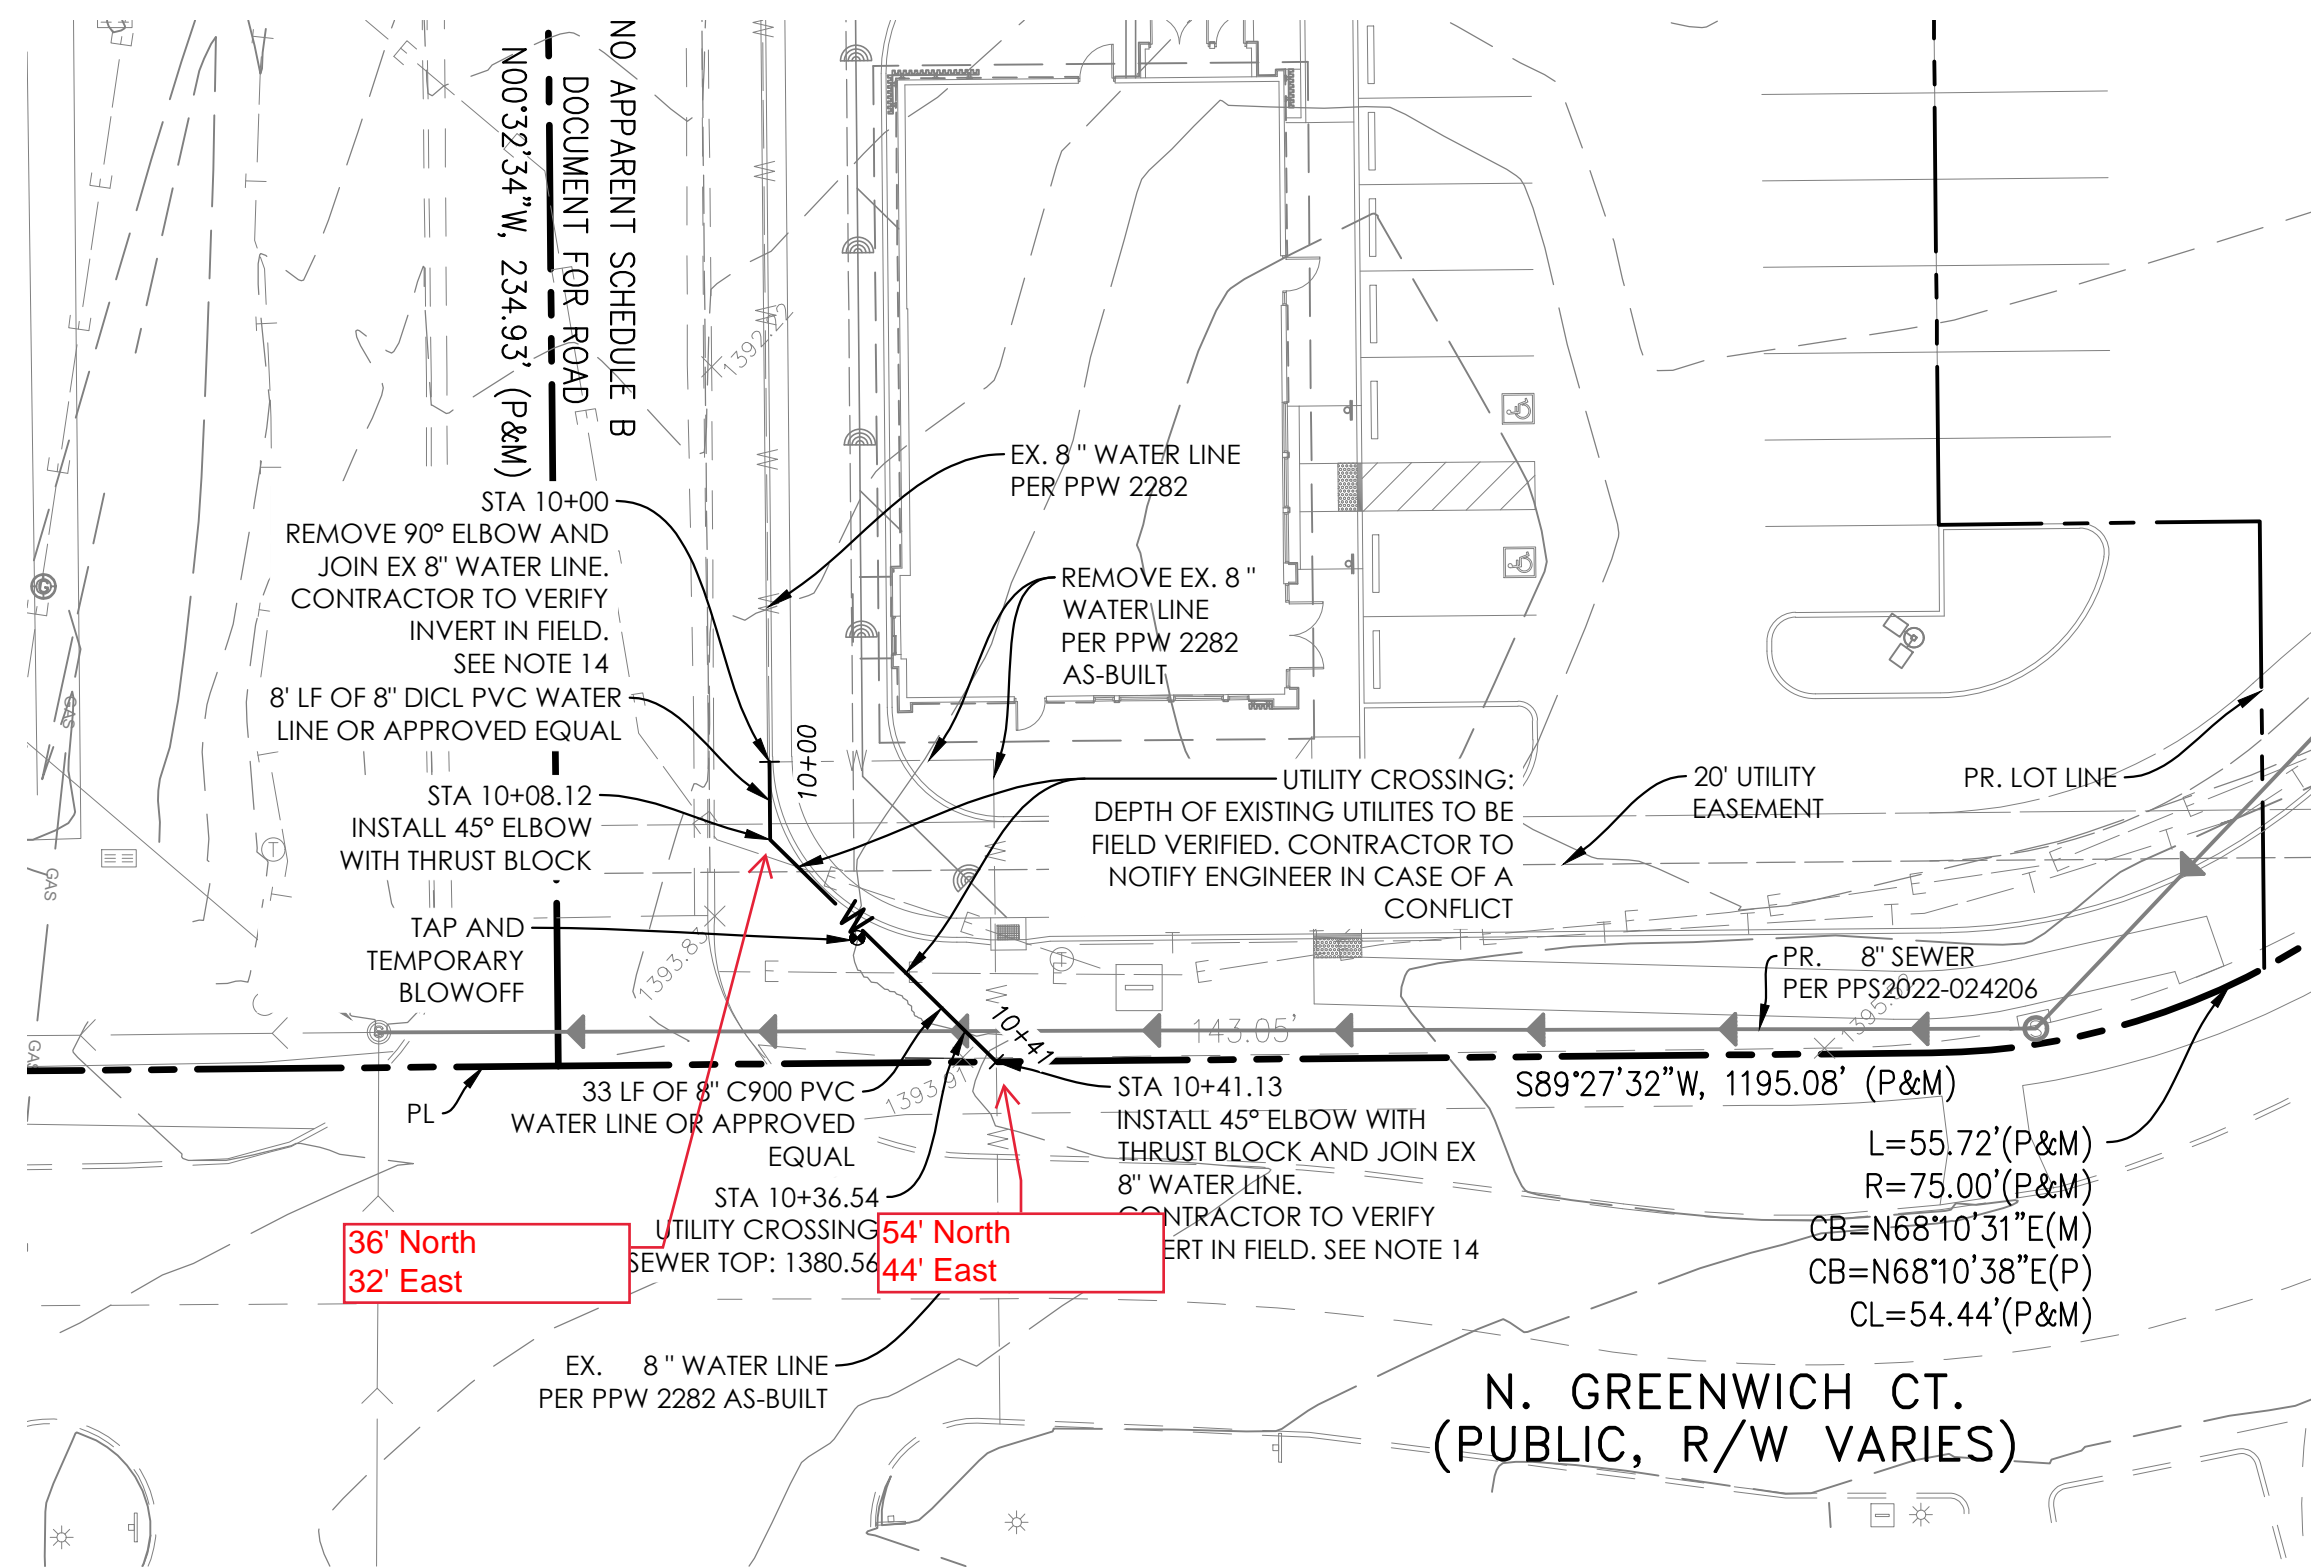 NO APPARENT SCHEDULE B
DOCUMENT FOR ROAD
N00°32'34"W, 234.93' (P&M)
1392.22
EX. 8 " WATER LINE
PER PPW 2282
STA 10+00
REMOVE 90° ELBOW AND
JOIN EX 8" WATER LINE.
CONTRACTOR TO VERIFY
INVERT IN FIELD.
SEE NOTE 14
REMOVE EX. 8 "
WATER LINE
PER PPW 2282
AS-BUILT
8' LF OF 8" DICL PVC WATER
LINE OR APPROVED EQUAL
10+00
STA 10+08.12
INSTALL 45° ELBOW
WITH THRUST BLOCK
UTILITY CROSSING:
DEPTH OF EXISTING UTILITES TO BE
FIELD VERIFIED. CONTRACTOR TO
NOTIFY ENGINEER IN CASE OF A
CONFLICT
20' UTILITY
EASEMENT
PR. LOT LINE
GAS
GAS
GAS
W
TAP AND
TEMPORARY
BLOWOFF
1393.83
PR. 8" SEWER
PER PPS2022-024206
143.05'
10+41
S89°27'32"W, 1195.08' (P&M)
PL
33 LF OF 8" C900 PVC
WATER LINE OR APPROVED
EQUAL
STA 10+41.13
INSTALL 45° ELBOW WITH
THRUST BLOCK AND JOIN EX
8" WATER LINE.
CONTRACTOR TO VERIFY
ERT IN FIELD. SEE NOTE 14
STA 10+36.54
UTILITY CROSSING
SEWER TOP: 1380.56
36' North
32' East
54' North
44' East
L=55.72'(P&M)
R=75.00'(P&M)
CB=N68°10'31"E(M)
CB=N68°10'38"E(P)
CL=54.44'(P&M)
EX. 8 " WATER LINE
PER PPW 2282 AS-BUILT
N. GREENWICH CT.
(PUBLIC, R/W VARIES)